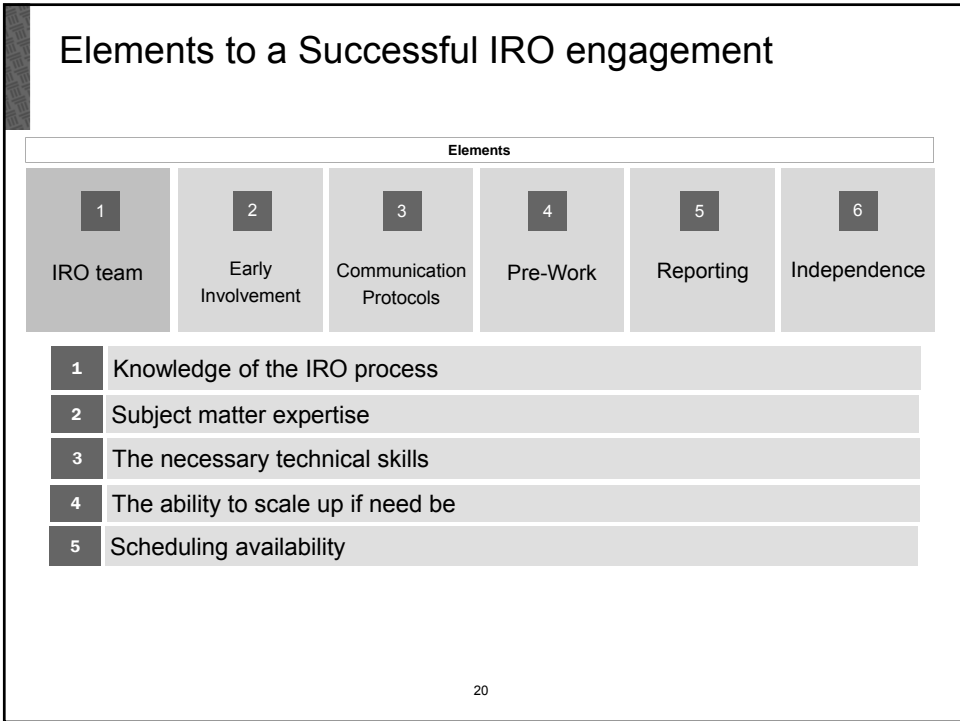 Elements to a Successful IRO engagement
Elements
1
IRO team
2
Early
Involvement
3
Communication
Protocols
4
Pre-Work
5
Reporting
6
Independence
1 Knowledge of the IRO process
2 Subject matter expertise
3 The necessary technical skills
4 The ability to scale up if need be
5 Scheduling availability
20